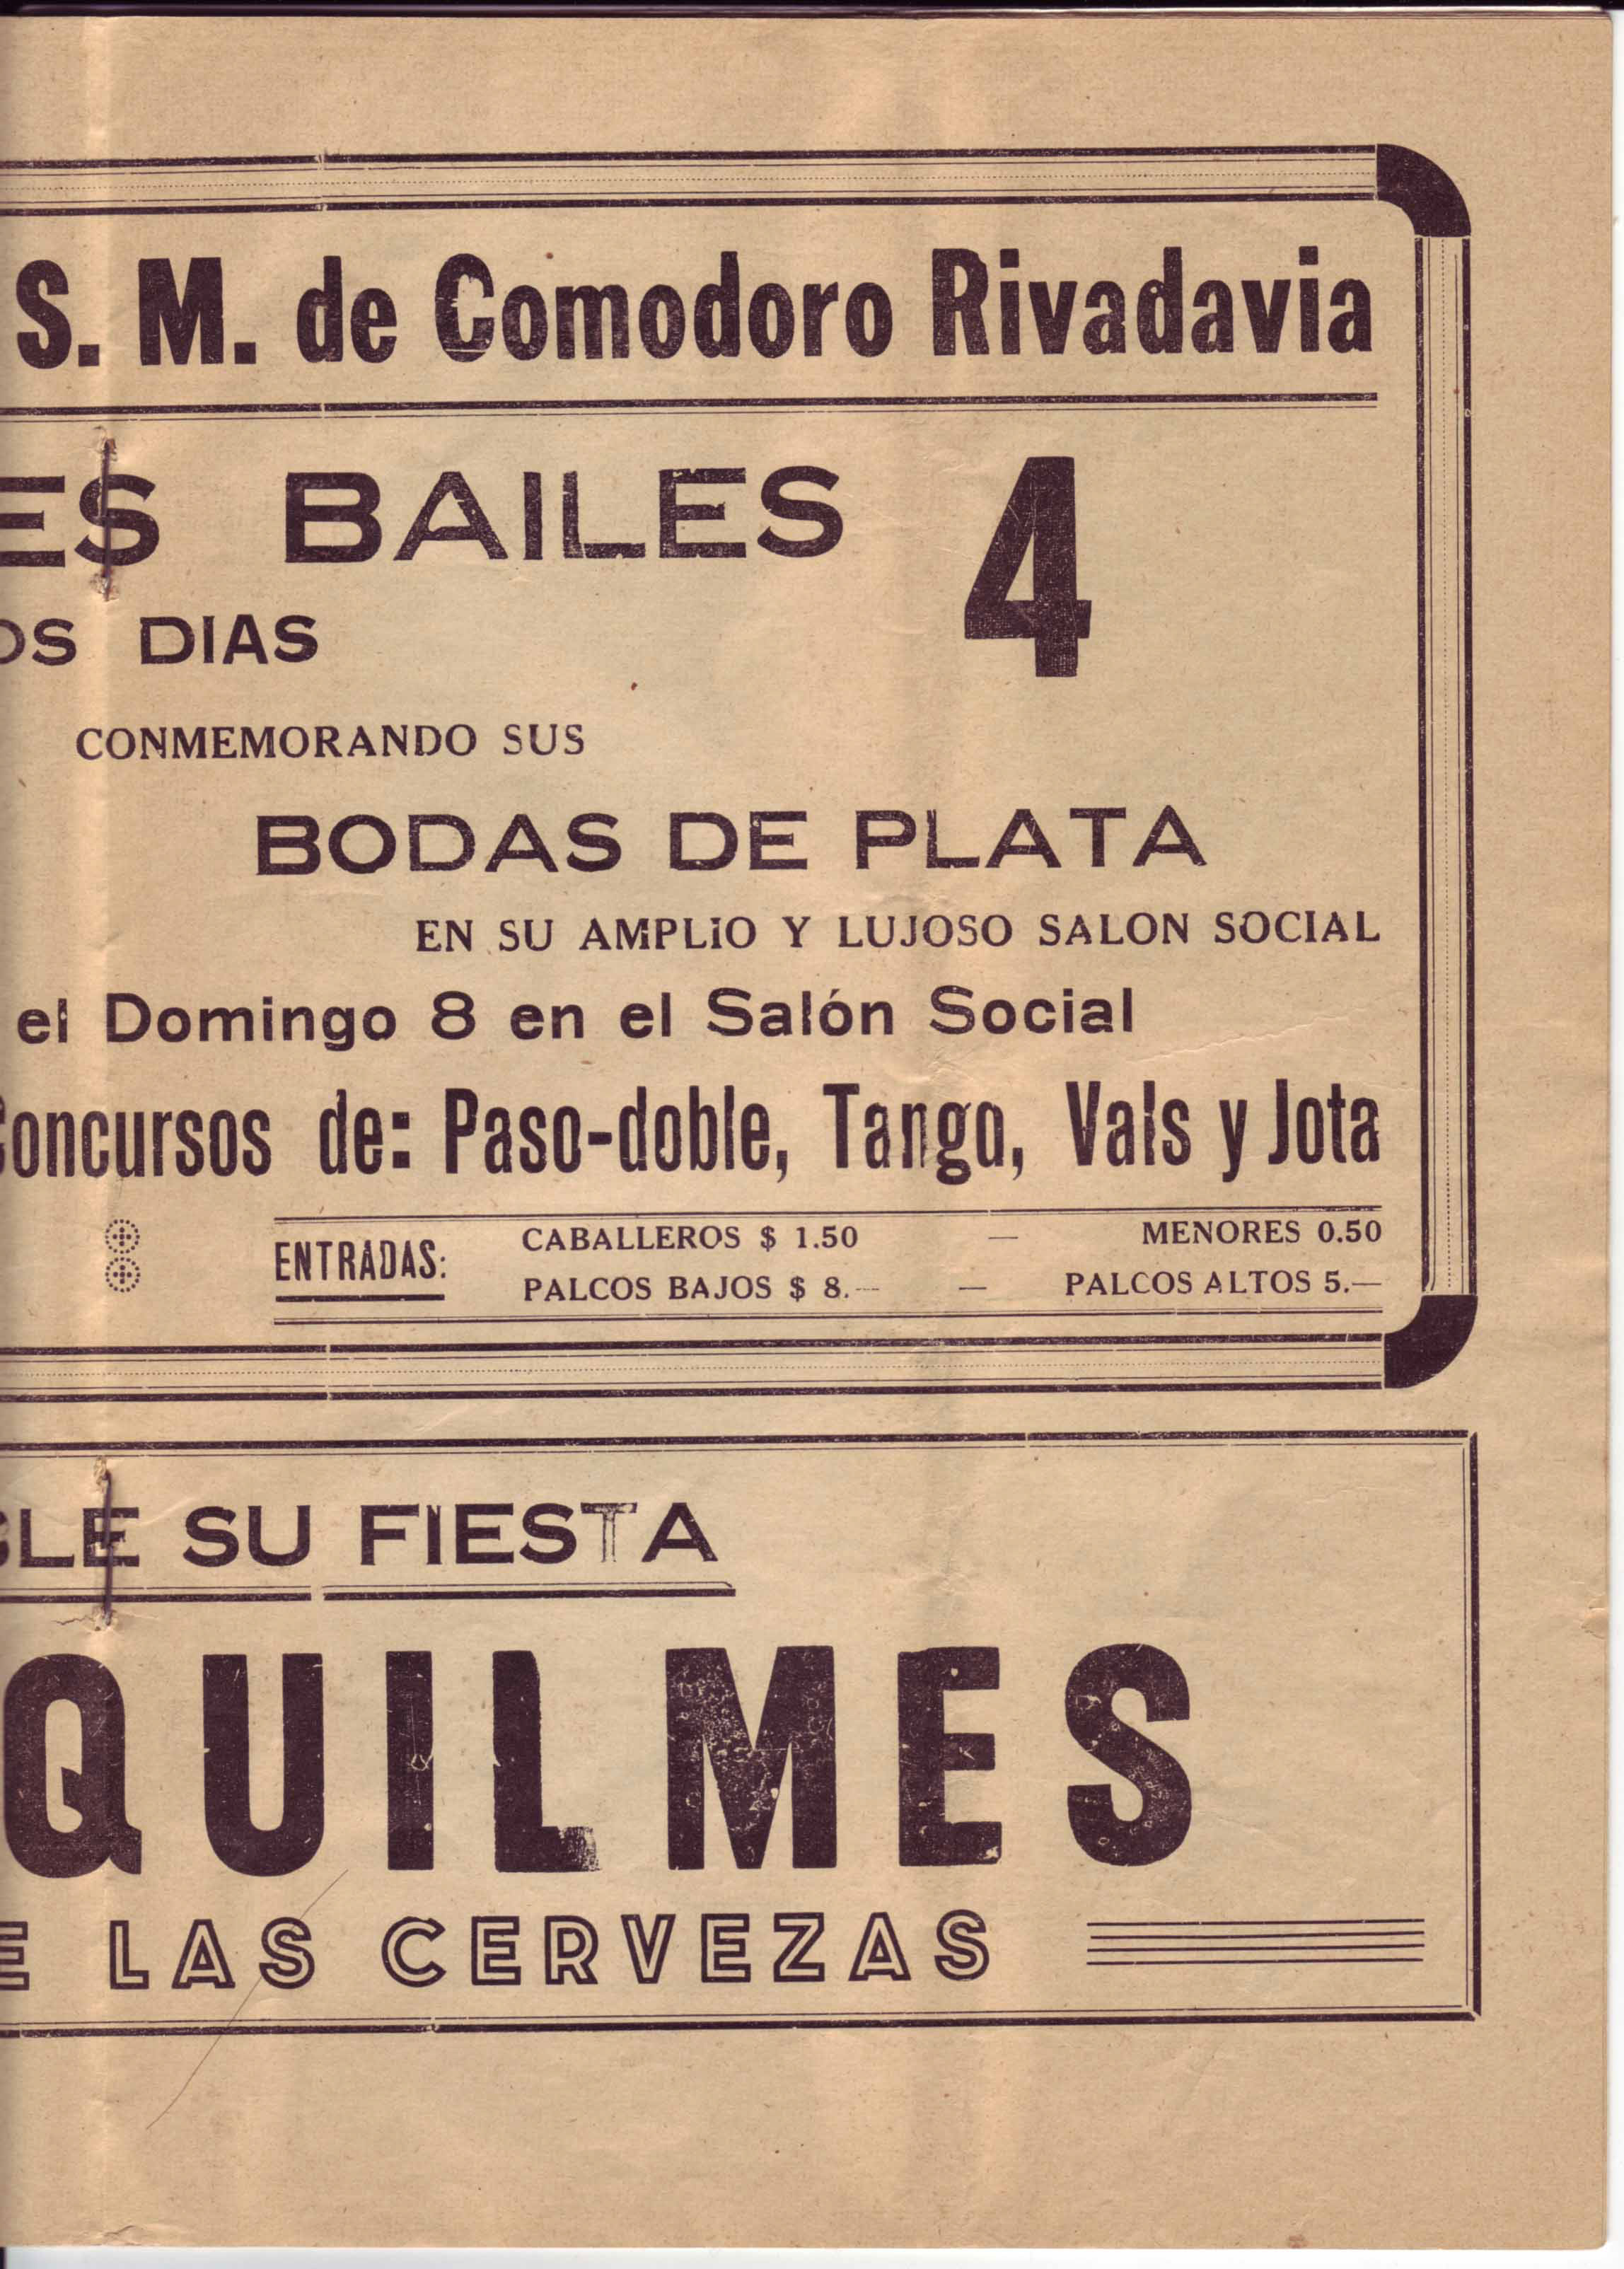 S. M. de Comodoro Rivadavia
ES BAILES 4
OS DIAS
CONMEMORANDO SUS
BODAS DE PLATA
EN SU AMPLIO Y LUJOSO SALON SOCIAL
el Domingo 8 en el Salón Social
Concursos de: Paso-doble, Tango, Vals y Jota
ENTRADAS: CABALLEROS $ 1.50 — MENORES 0.50
PALCOS BAJOS $ 8.— — PALCOS ALTOS 5.—
LE SU FIESTA
QUILMES
E LAS CERVEZAS